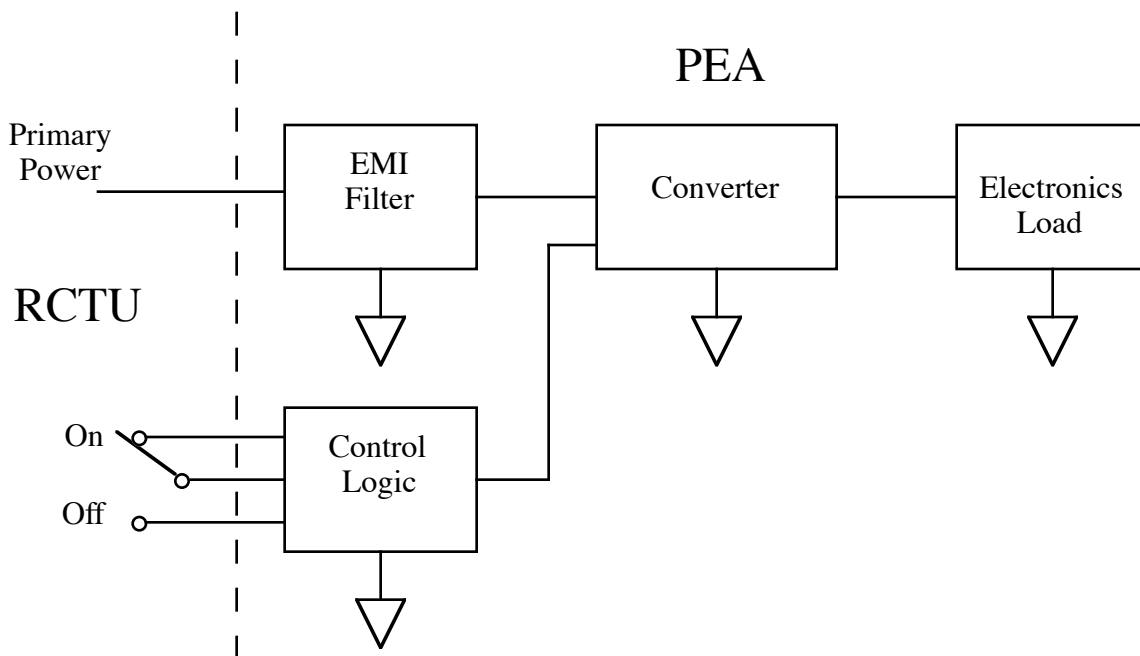 PEA
Primary
Power
EMI
Filter
Converter
Electronics
Load
RCTU
On
Off
Control
Logic